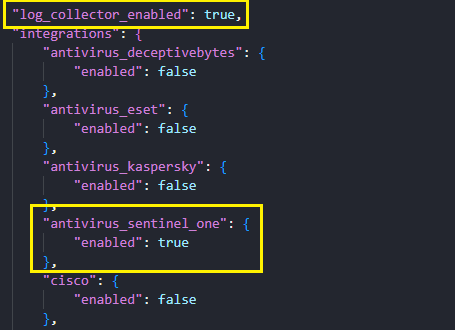 "log_collector_enabled": true,
"integrations": {
"antivirus_deceptivebytes": {
"enabled": false
},
"antivirus_eset": {
"enabled": false
},
"antivirus_kaspersky": {
"enabled": false
},
"antivirus_sentinel_one": {
"enabled": true
},
"cisco": {
"enabled": false
},